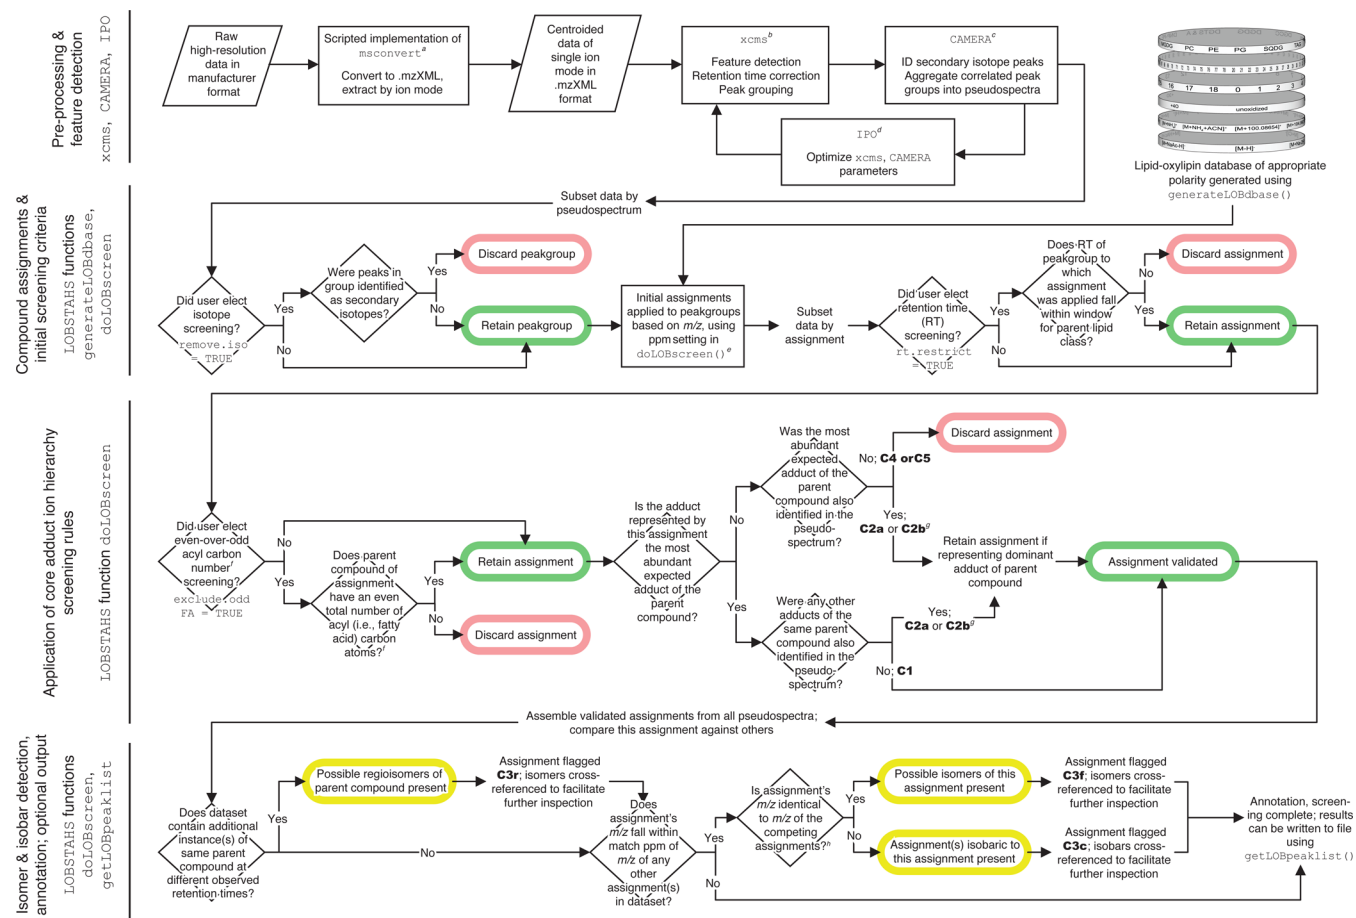 Pre-processing &
feature detection
xcms, CAMERA, IPO
Raw
high-resolution
data in
manufacturer
format
Scripted implementation of
msconvert^a
Convert to .mzXML,
extract by ion mode
Centroided
data of
single ion
mode in
.mzXML
format
xcms^b
Feature detection
Retention time correction
Peak grouping
CAMERA^c
ID secondary isotope peaks
Aggregate correlated peak
groups into pseudospectra
IPO^d
Optimize xcms, CAMERA
parameters
PC PE PG SQDG TAG
16 17 18 0 1 2 3
+4O unoxidized
[M+NH₄+ACN]⁺ [M+100.08654]⁺
[M-H]⁻
Lipid-oxylipin database of appropriate
polarity generated using
generateLOBdbase()
Compound assignments &
initial screening criteria
LOBSTAHS functions
generateLOBdbase,
doLOBscreen
Subset data by
pseudospectrum
Did user elect
isotope
screening?
remove.iso
= TRUE
Yes
No
Were peaks in
group identified
as secondary
isotopes?
Yes
No
Discard peakgroup
Retain peakgroup
Initial assignments
applied to peakgroups
based on m/z, using
ppm setting in
doLOBscreen()^e
Subset
data by
assignment
Did user elect
retention time
(RT)
screening?
rt.restrict
= TRUE
Yes
No
Does RT of
peakgroup to
which
assignment
was applied fall
within window
for parent lipid
class?
No
Yes
Discard assignment
Retain assignment
Application of core adduct ion hierarchy
screening rules
LOBSTAHS function doLOBscreen
Did user elect
even-over-odd
acyl carbon
number^f
screening?
exclude.odd
FA = TRUE
No
Yes
Does parent
compound of
assignment
have an even
total number of
acyl (i.e., fatty
acid) carbon
atoms?^f
Yes
No
Retain assignment
Discard assignment
Is the adduct
represented by
this assignment
the most
abundant
expected
adduct of the
parent
compound?
No
Yes
Was the most
abundant
expected
adduct of the
parent
compound also
identified in the
pseudo-
spectrum?
No; C4 or C5
Yes;
C2a or C2b^g
Discard assignment
Were any other
adducts of the
same parent
compound also
identified in the
pseudo-
spectrum?
Yes;
C2a or C2b^g
No; C1
Retain assignment if
representing dominant
adduct of parent
compound
Assignment validated
Isomer & isobar detection,
annotation; optional output
LOBSTAHS functions
doLOBscreen,
getLOBpeaklist
Assemble validated assignments from all pseudospectra;
compare this assignment against others
Does dataset
contain additional
instance(s) of
same parent
compound at
different observed
retention times?
Yes
No
Possible regioisomers of
parent compound present
Assignment flagged
C3r; isomers cross-
referenced to facilitate
further inspection
Does
assignment's
m/z fall within
match ppm of
m/z of any
other
assignment(s)
in dataset?
Yes
No
Is assignment's
m/z identical
to m/z of the
competing
assignments?^h
Yes
No
Possible isomers of this
assignment present
Assignment(s) isobaric to
this assignment present
Assignment flagged
C3f; isomers cross-
referenced to facilitate
further inspection
Assignment flagged
C3c; isobars cross-
referenced to facilitate
further inspection
Annotation, screen-
ing complete; results
can be written to file
using
getLOBpeaklist()